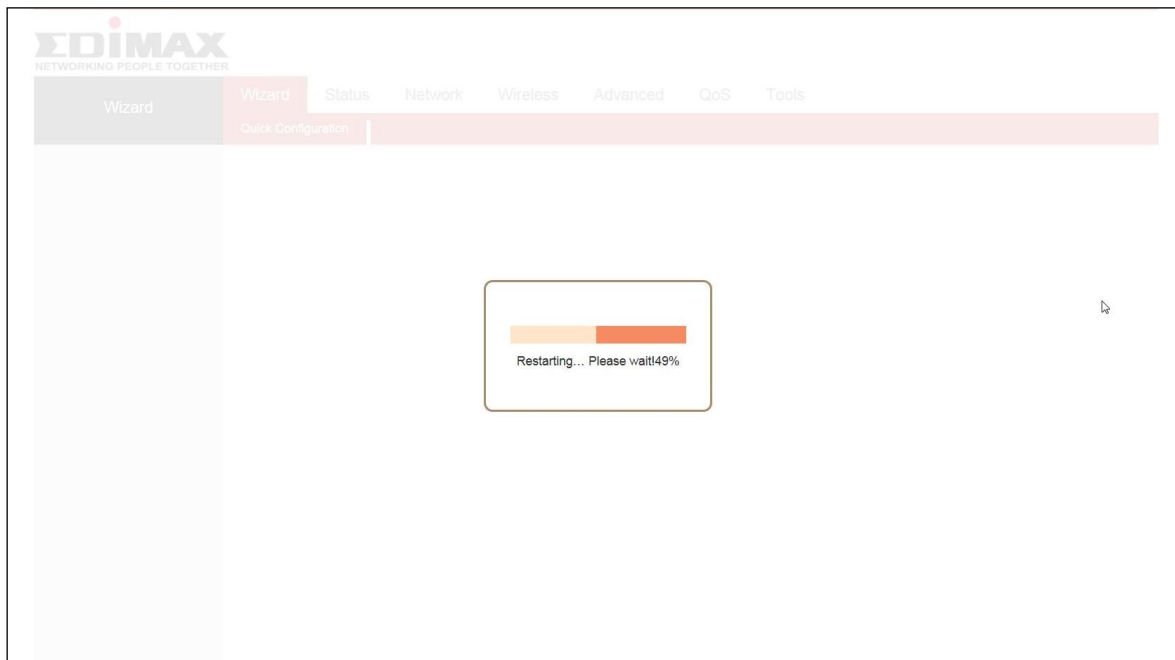 EDIMAX
NETWORKING PEOPLE TOGETHER
Wizard
Wizard Status Network Wireless Advanced QoS Tools
Quick Configuration
Restarting... Please wait!49%